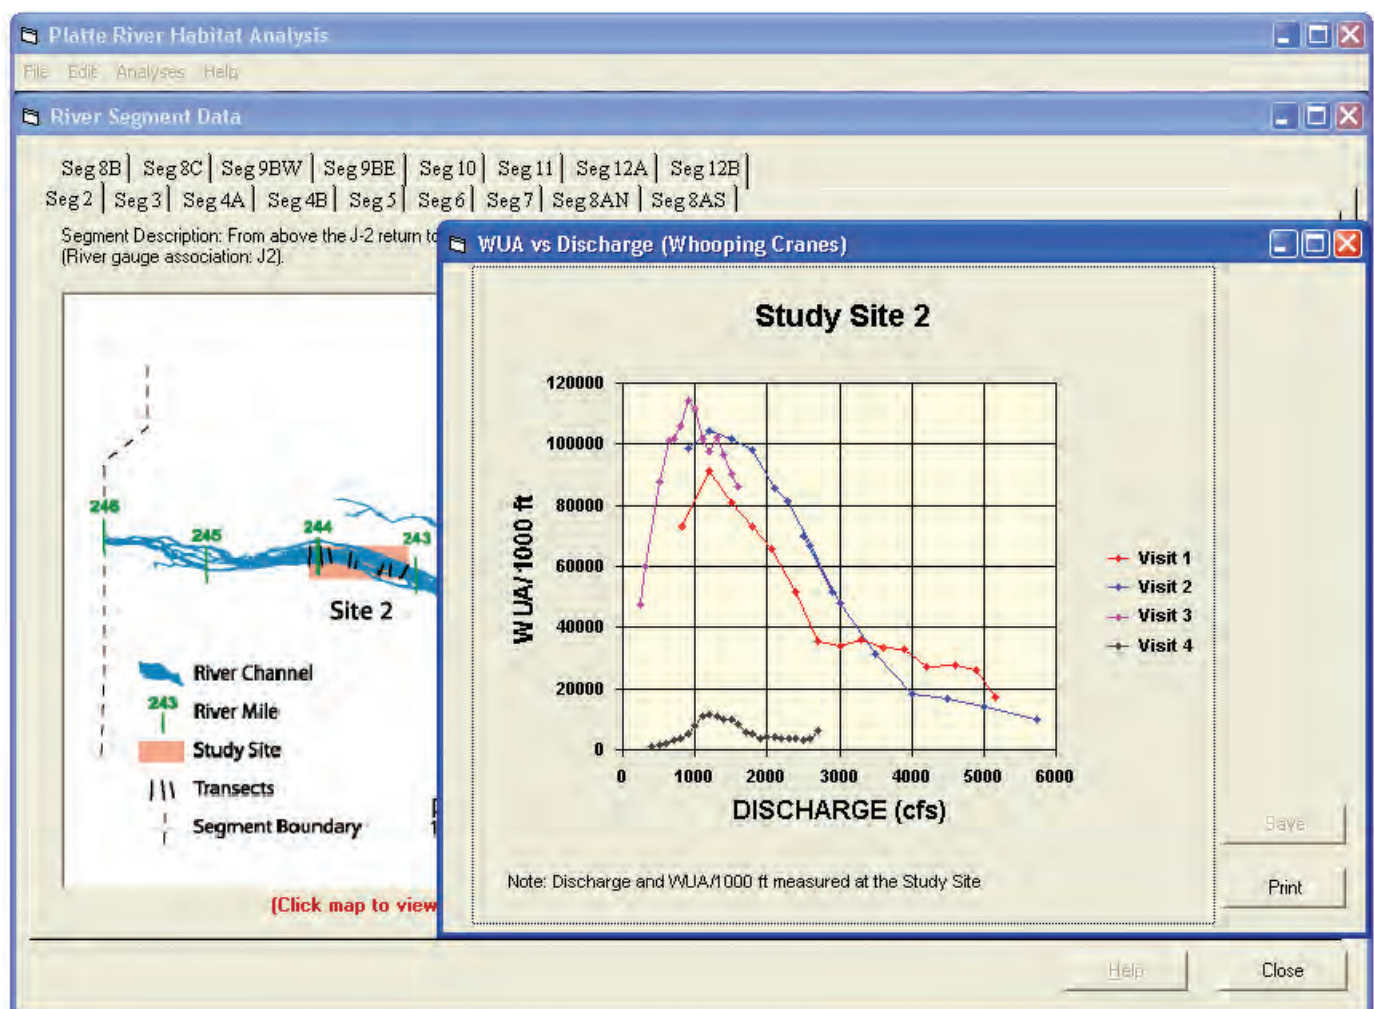 Platte River Habitat Analysis
File Edit Analyses Help
River Segment Data
Seg 8B Seg 8C Seg 9BW Seg 9BE Seg 10 Seg 11 Seg 12A Seg 12B
Seg 2 Seg 3 Seg 4A Seg 4B Seg 5 Seg 6 Seg 7 Seg 8AN Seg 8AS
Segment Description: From above the J-2 return to
(River gauge association: J2).
246
245
244
243
Site 2
River Channel
243
River Mile
Study Site
Transects
Segment Boundary
(Click map to view
WUA vs Discharge (Whooping Cranes)
Study Site 2
WUA/1000 ft
120000
100000
80000
60000
40000
20000
0
0 1000 2000 3000 4000 5000 6000
DISCHARGE (cfs)
Visit 1
Visit 2
Visit 3
Visit 4
Note: Discharge and WUA/1000 ft measured at the Study Site
Save
Print
Help
Close